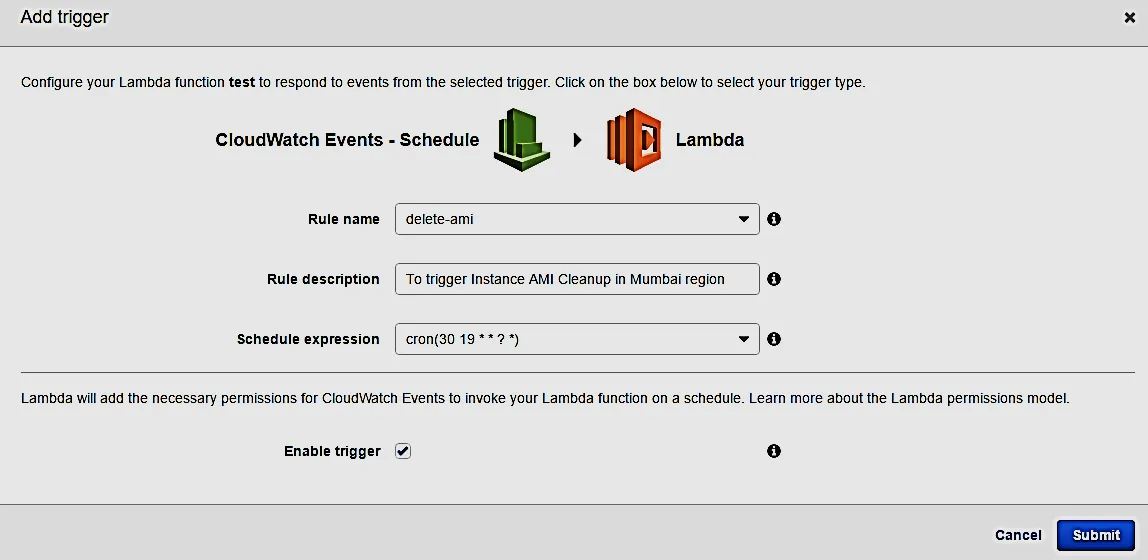 Add trigger
Configure your Lambda function test to respond to events from the selected trigger. Click on the box below to select your trigger type.
CloudWatch Events - Schedule Lambda
Rule name delete-ami
Rule description To trigger Instance AMI Cleanup in Mumbai region
Schedule expression cron(30 19 * * ? *)
Lambda will add the necessary permissions for CloudWatch Events to invoke your Lambda function on a schedule. Learn more about the Lambda permissions model.
Enable trigger
Cancel Submit